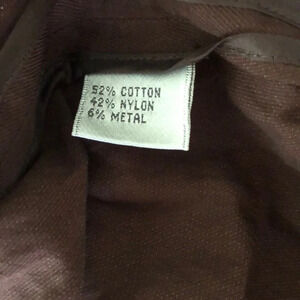 52% COTTON
42% NYLON
6% METAL